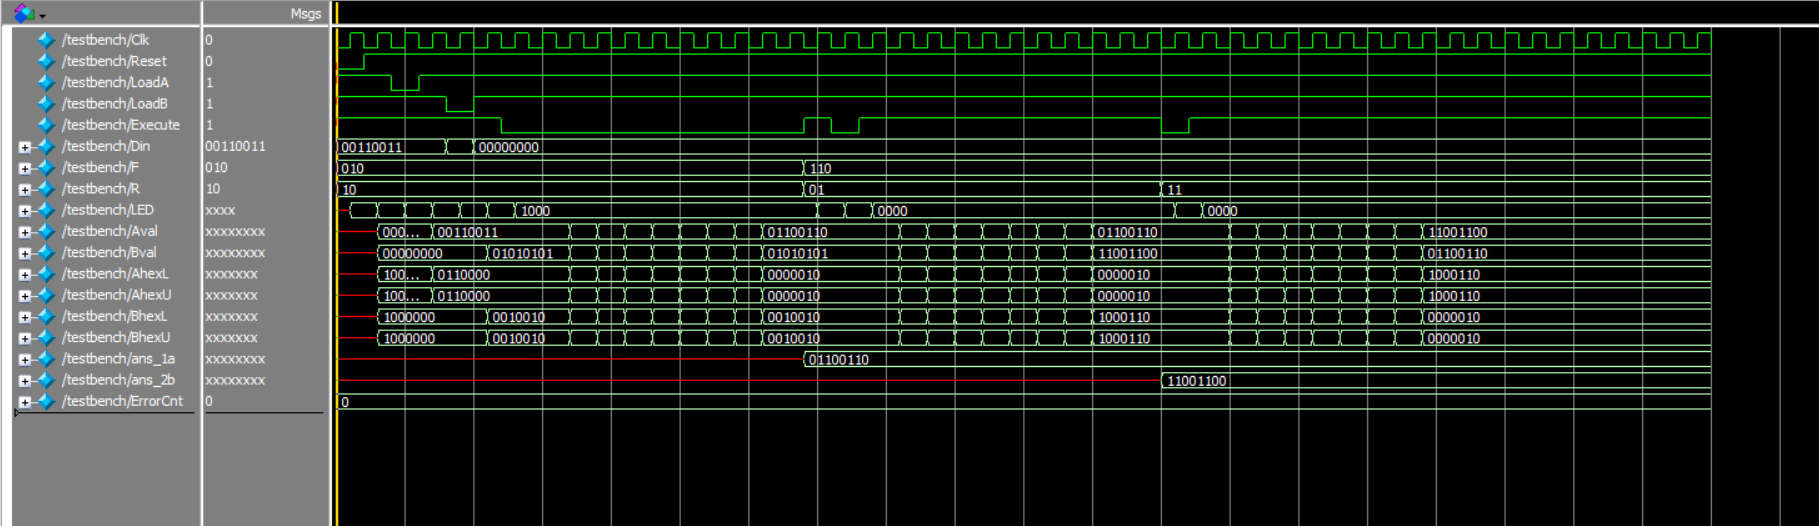 Msgs
/testbench/Clk 0
/testbench/Reset 0
/testbench/LoadA 1
/testbench/LoadB 1
/testbench/Execute 1
/testbench/Din 00110011 00110011 00000000
/testbench/F 010 010 110
/testbench/R 10 10 01 11
/testbench/LED xxxx 1000 0000 0000
/testbench/Aval xxxxxxxx 000... 00110011 01100110 01100110 11001100
/testbench/Bval xxxxxxxx 00000000 01010101 01010101 11001100 01100110
/testbench/AhexL xxxxxxx 100... 0110000 0000010 0000010 1000110
/testbench/AhexU xxxxxxx 100... 0110000 0000010 0000010 1000110
/testbench/BhexL xxxxxxx 1000000 0010010 0010010 1000110 0000010
/testbench/BhexU xxxxxxx 1000000 0010010 0010010 1000110 0000010
/testbench/ans_1a xxxxxxxx 01100110
/testbench/ans_2b xxxxxxxx 11001100
/testbench/ErrorCnt 0 0